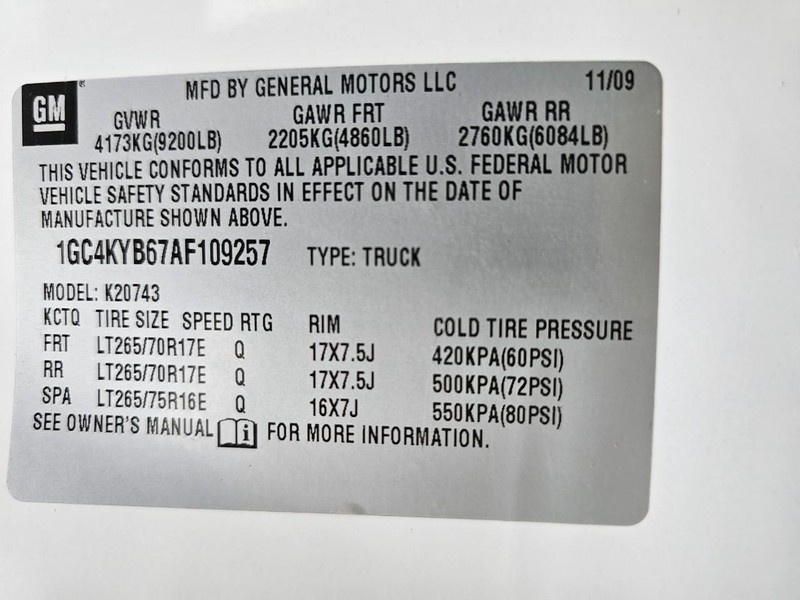 GM
MFD BY GENERAL MOTORS LLC 11/09
GVWR GAWR FRT GAWR RR
4173KG(9200LB) 2205KG(4860LB) 2760KG(6084LB)
THIS VEHICLE CONFORMS TO ALL APPLICABLE U.S. FEDERAL MOTOR
VEHICLE SAFETY STANDARDS IN EFFECT ON THE DATE OF
MANUFACTURE SHOWN ABOVE.
1GC4KYB67AF109257 TYPE: TRUCK
MODEL: K20743
KCTQ TIRE SIZE SPEED RTG RIM COLD TIRE PRESSURE
FRT LT265/70R17E Q 17X7.5J 420KPA(60PSI)
RR LT265/70R17E Q 17X7.5J 500KPA(72PSI)
SPA LT265/75R16E Q 16X7J 550KPA(80PSI)
SEE OWNER'S MANUAL i FOR MORE INFORMATION.